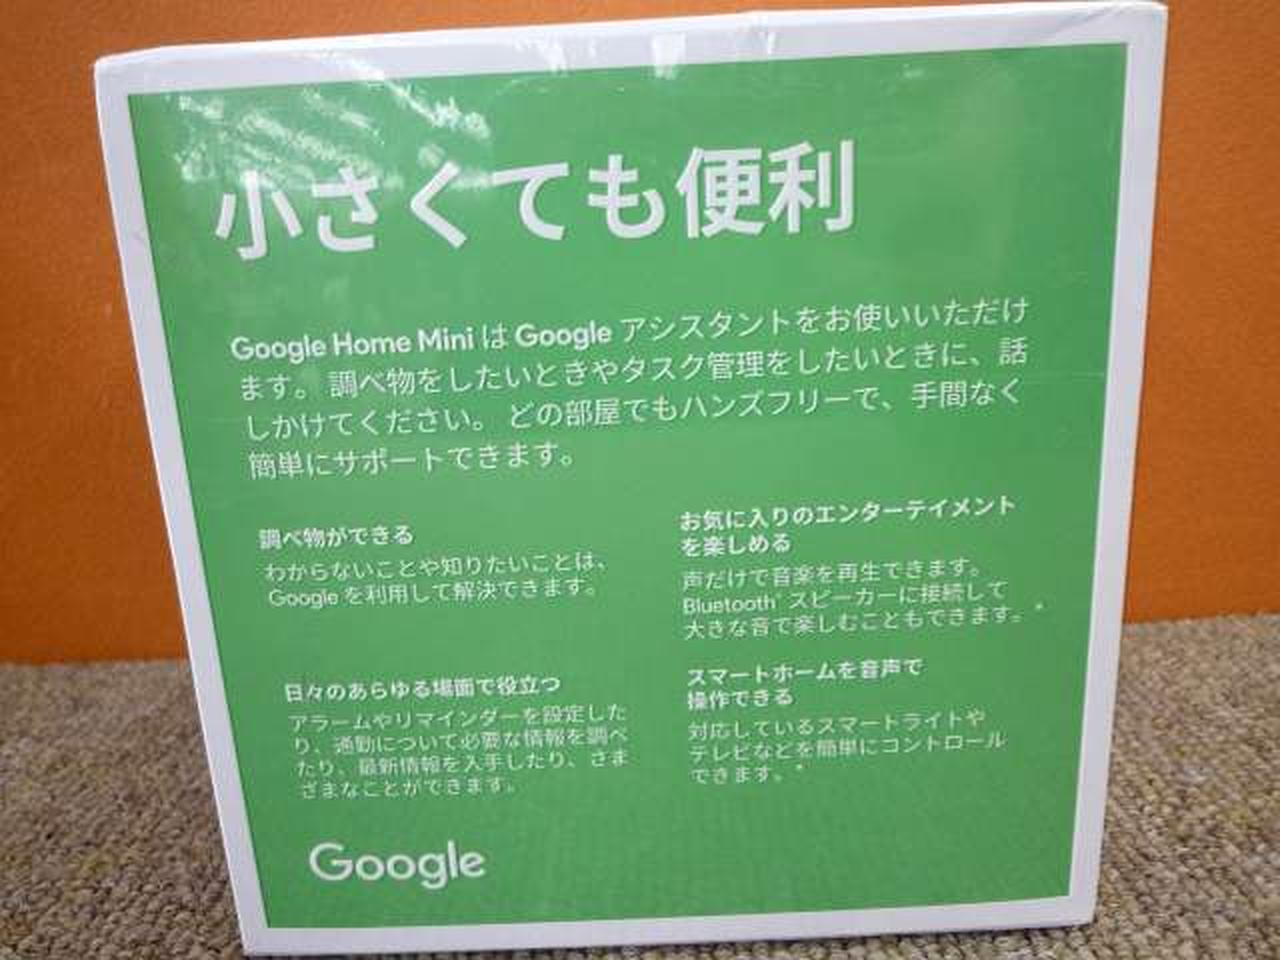 小さくても便利
Google Home Mini は Google アシスタントをお使いいただけ
ます。 調べ物をしたいときやタスク管理をしたいときに、話
しかけてください。 どの部屋でもハンズフリーで、手間なく
簡単にサポートできます。
調べ物ができる
わからないことや知りたいことは、
Google を利用して解決できます。
日々のあらゆる場面で役立つ
アラームやリマインダーを設定した
り、通勤について必要な情報を調べ
たり、最新情報を入手したり、さま
ざまなことができます。
お気に入りのエンターテイメント
を楽しめる
声だけで音楽を再生できます。
Bluetooth® スピーカーに接続して
大きな音で楽しむこともできます。*
スマートホームを音声で
操作できる
対応しているスマートライトや
テレビなどを簡単にコントロール
できます。*
Google